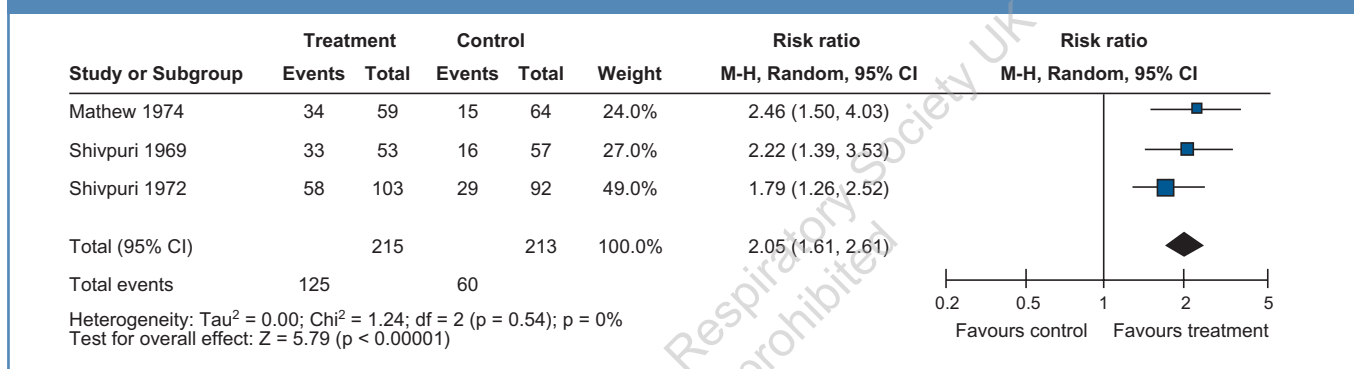 Treatment Control Risk ratio Risk ratio
Study or Subgroup Events Total Events Total Weight M-H, Random, 95% CI M-H, Random, 95% CI
Mathew 1974 34 59 15 64 24.0% 2.46 (1.50, 4.03)
Shivpuri 1969 33 53 16 57 27.0% 2.22 (1.39, 3.53)
Shivpuri 1972 58 103 29 92 49.0% 1.79 (1.26, 2.52)
Total (95% CI) 215 213 100.0% 2.05 (1.61, 2.61)
Total events 125 60
0.2 0.5 1 2 5
Heterogeneity: Tau² = 0.00; Chi² = 1.24; df = 2 (p = 0.54); p = 0%
Favours control Favours treatment
Test for overall effect: Z = 5.79 (p < 0.00001)
Respiratory Society UK
prohibited